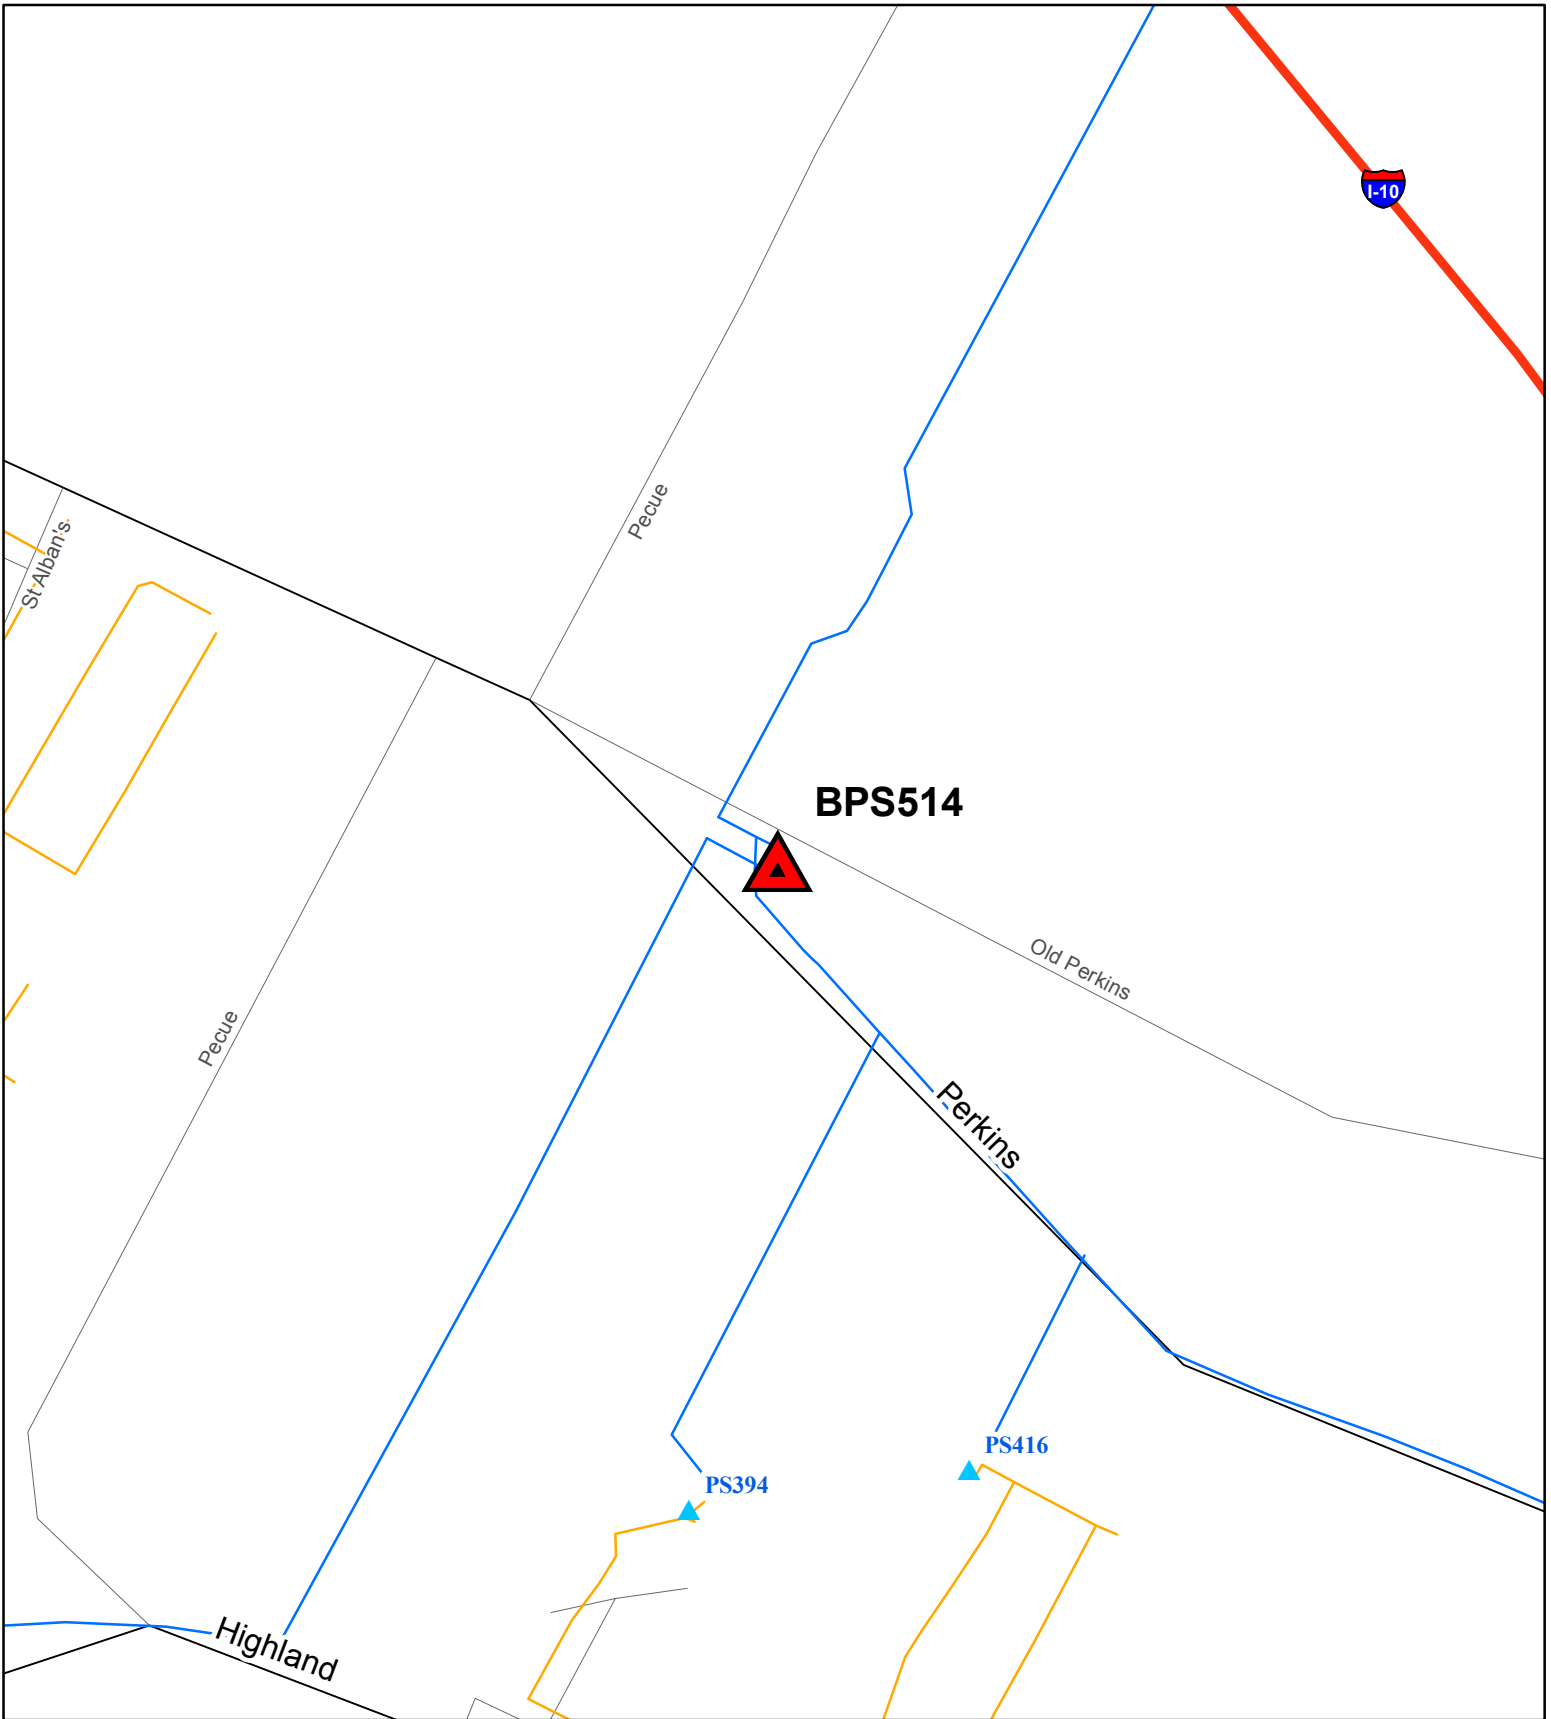 I-10
Pecue
St Alban's
BPS514
Old Perkins
Pecue
Perkins
PS416
PS394
Highland